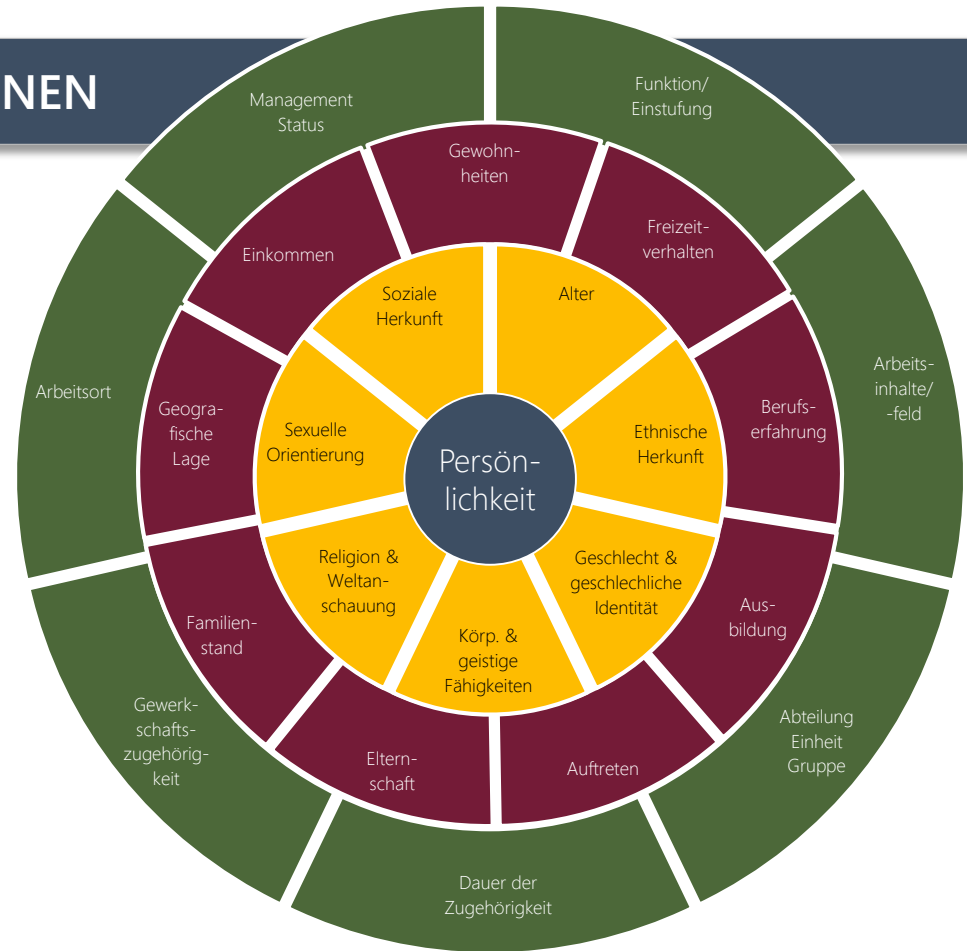 NEN
Management
Status
Funktion/
Einstufung
Arbeits-
inhalte/
-feld
Abteilung
Einheit
Gruppe
Dauer der
Zugehörigkeit
Gewerk-
schafts-
zugehörig-
keit
Arbeitsort
Gewohn-
heiten
Freizeit-
verhalten
Berufs-
erfahrung
Aus-
bildung
Auftreten
Eltern-
schaft
Familien-
stand
Geogra-
fische
Lage
Einkommen
Soziale
Herkunft
Alter
Ethnische
Herkunft
Geschlecht &
geschlechliche
Identität
Körp. &
geistige
Fähigkeiten
Religion &
Weltan-
schauung
Sexuelle
Orientierung
Persön-
lichkeit